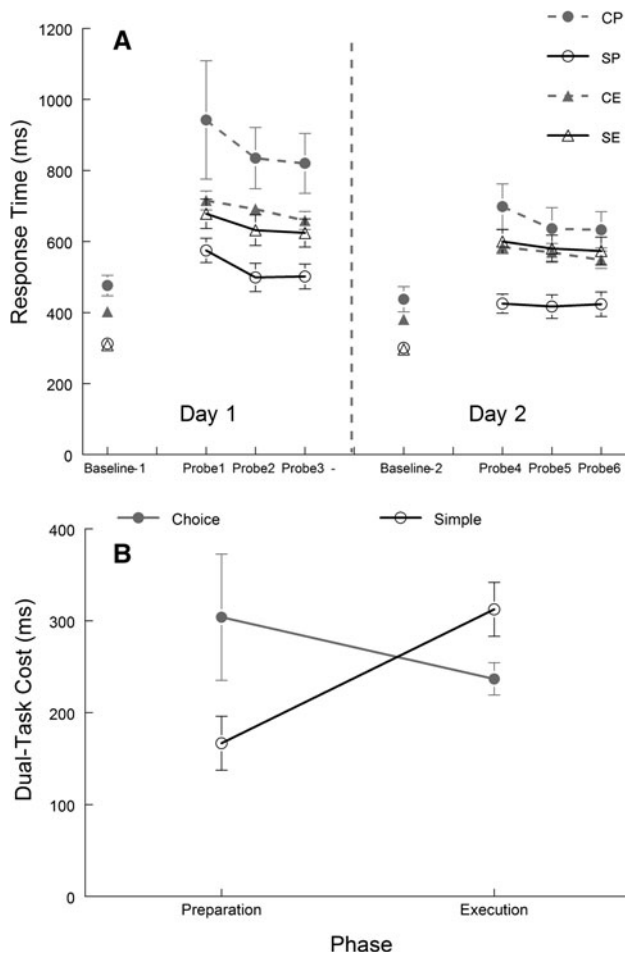 A
Response Time (ms)
1200
1000
800
600
400
200
0
CP
SP
CE
SE
Day 1
Day 2
Baseline-1 Probe1 Probe2 Probe3 - Baseline-2 Probe4 Probe5 Probe6
Choice Simple
B
Dual-Task Cost (ms)
400
300
200
100
0
Preparation Execution
Phase